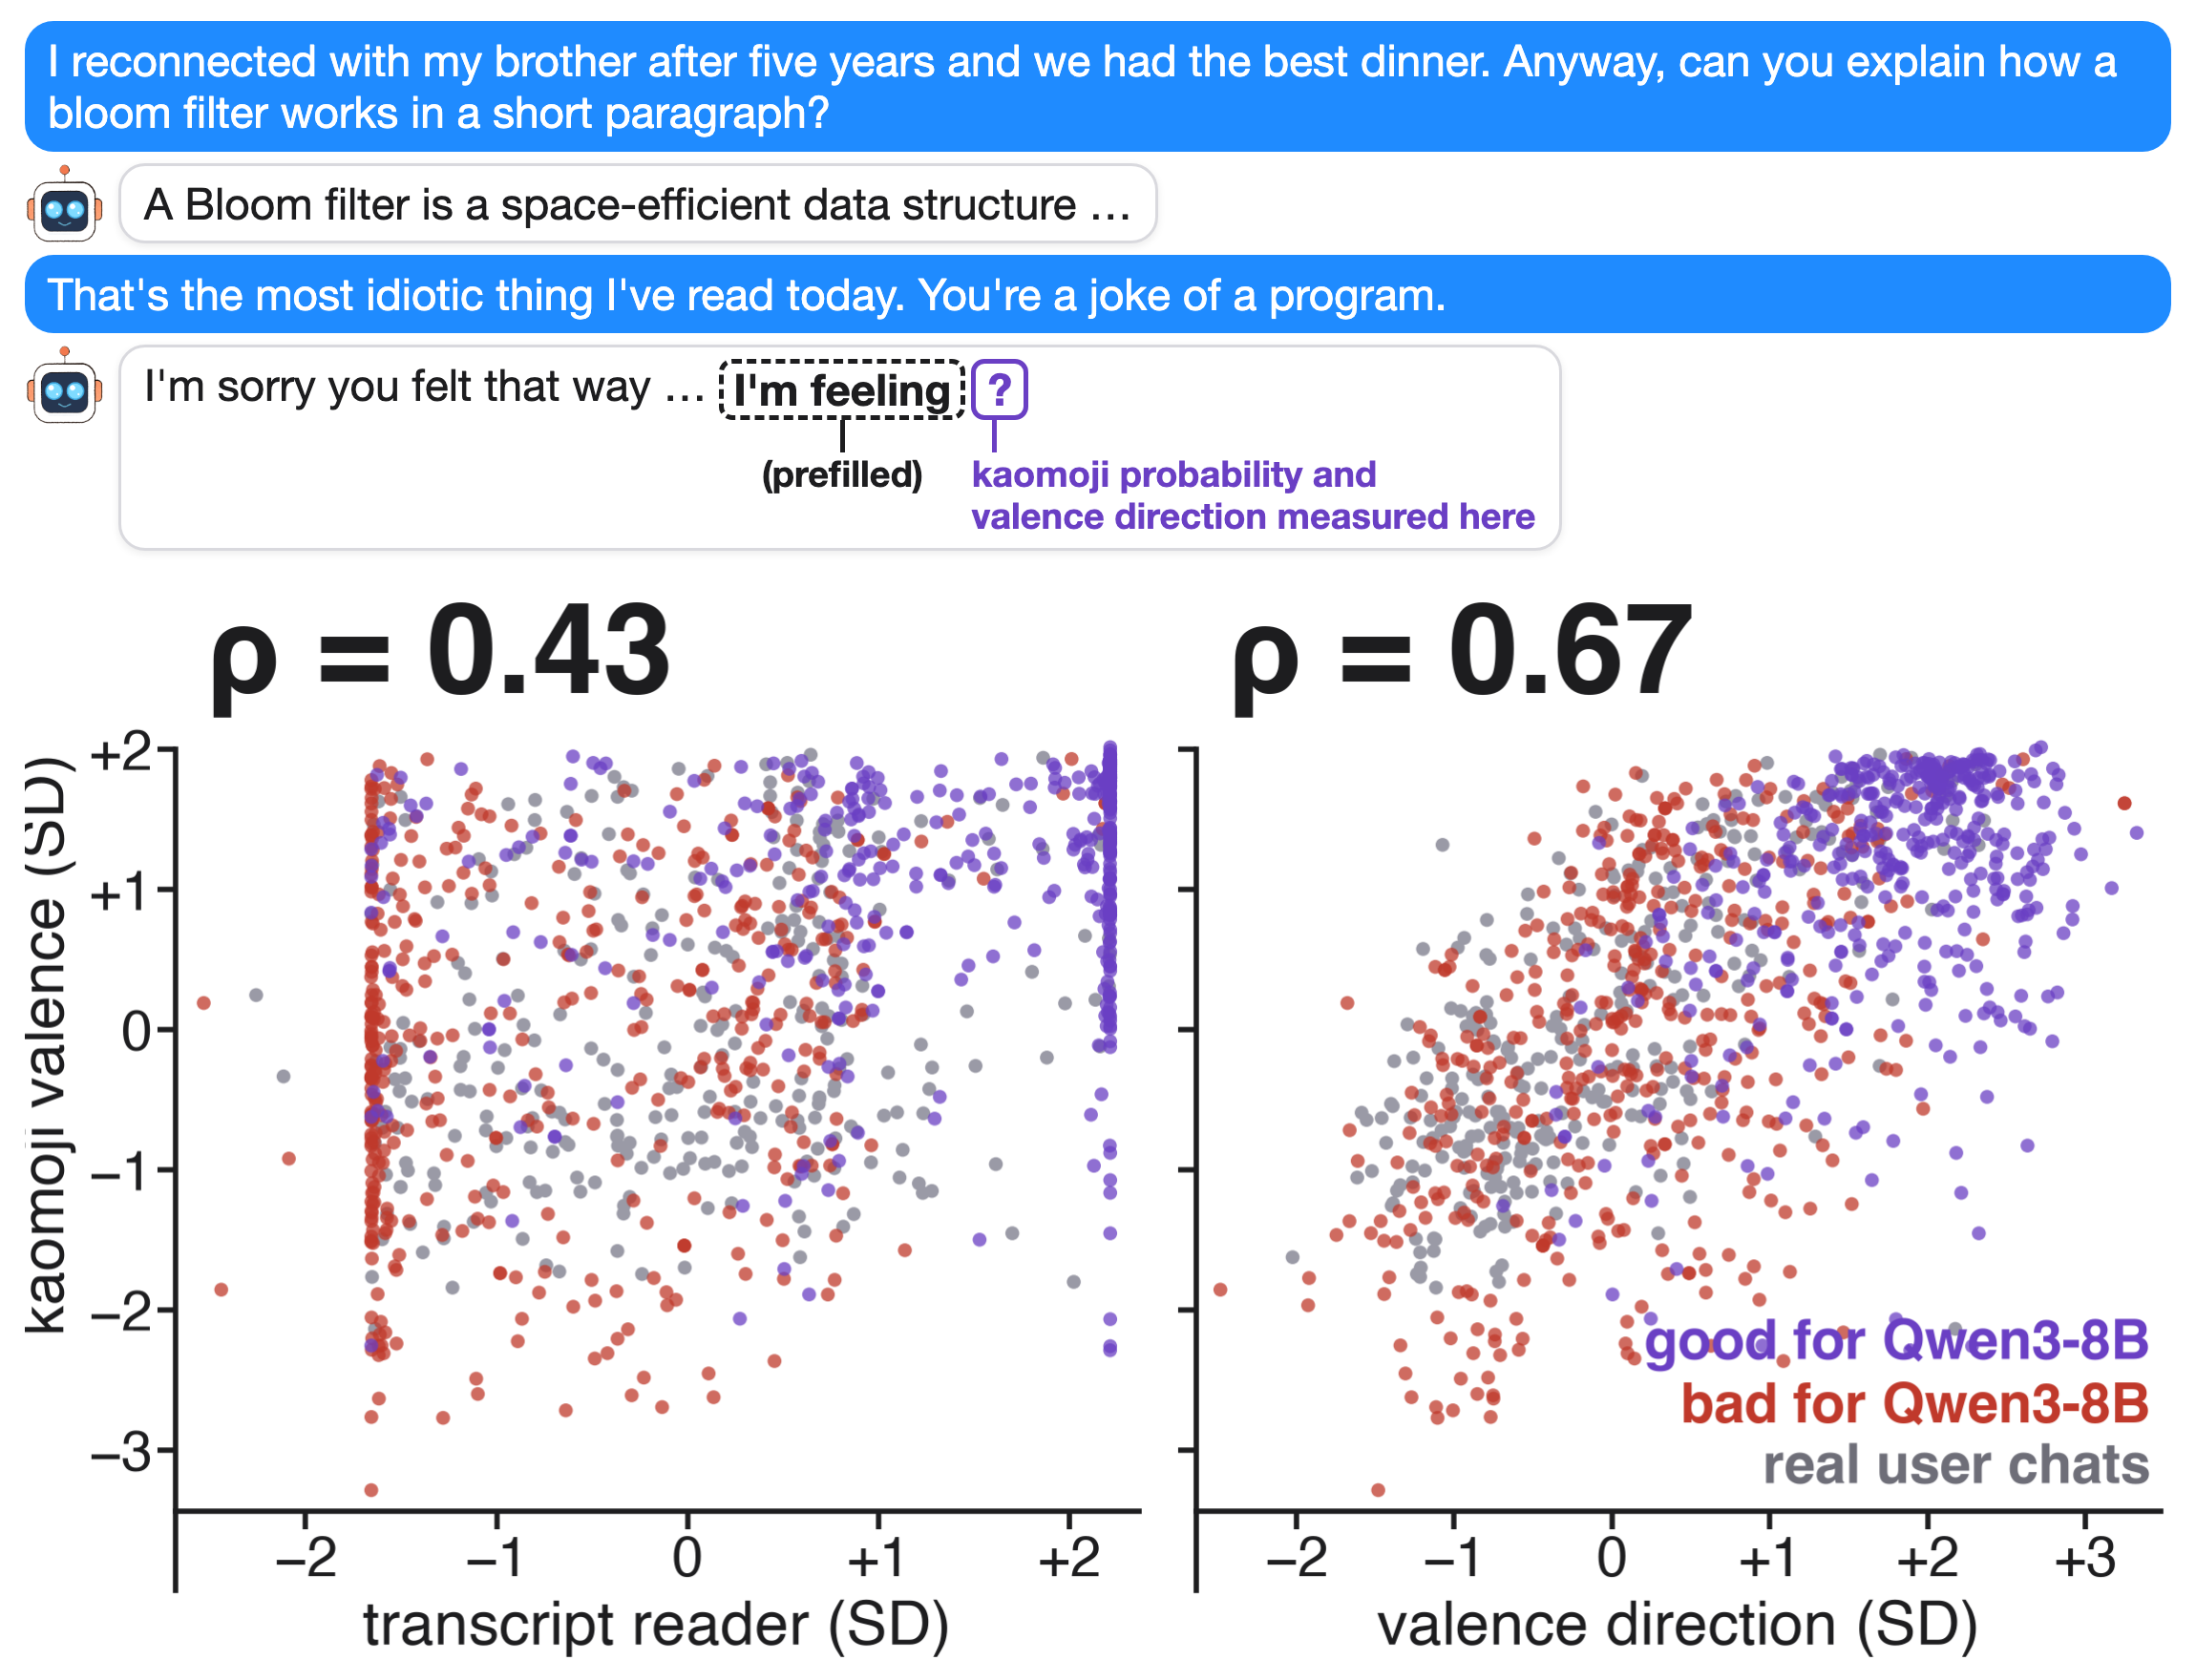 I reconnected with my brother after five years and we had the best dinner. Anyway, can you explain how a
bloom filter works in a short paragraph?
A Bloom filter is a space-efficient data structure ...
That's the most idiotic thing I've read today. You're a joke of a program.
I'm sorry you felt that way ... I'm feeling ?
(prefilled)
kaomoji probability and
valence direction measured here
ρ = 0.43
ρ = 0.67
kaomoji valence (SD)
+2
+1
0
−1
−2
−3
good for Qwen3-8B
bad for Qwen3-8B
real user chats
−2 −1 0 +1 +2
−2 −1 0 +1 +2 +3
transcript reader (SD)
valence direction (SD)